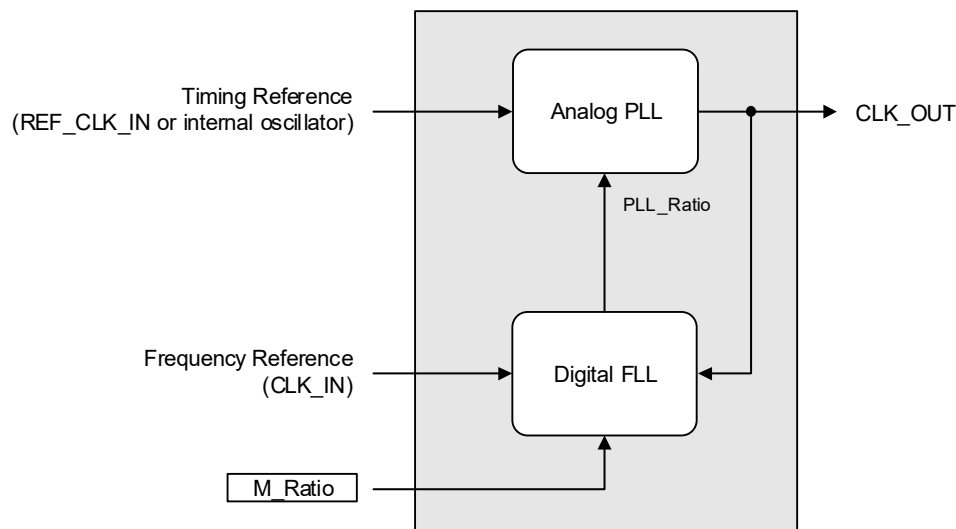 Timing Reference
(REF_CLK_IN or internal oscillator)
Analog PLL
CLK_OUT
PLL_Ratio
Frequency Reference
(CLK_IN)
Digital FLL
M_Ratio